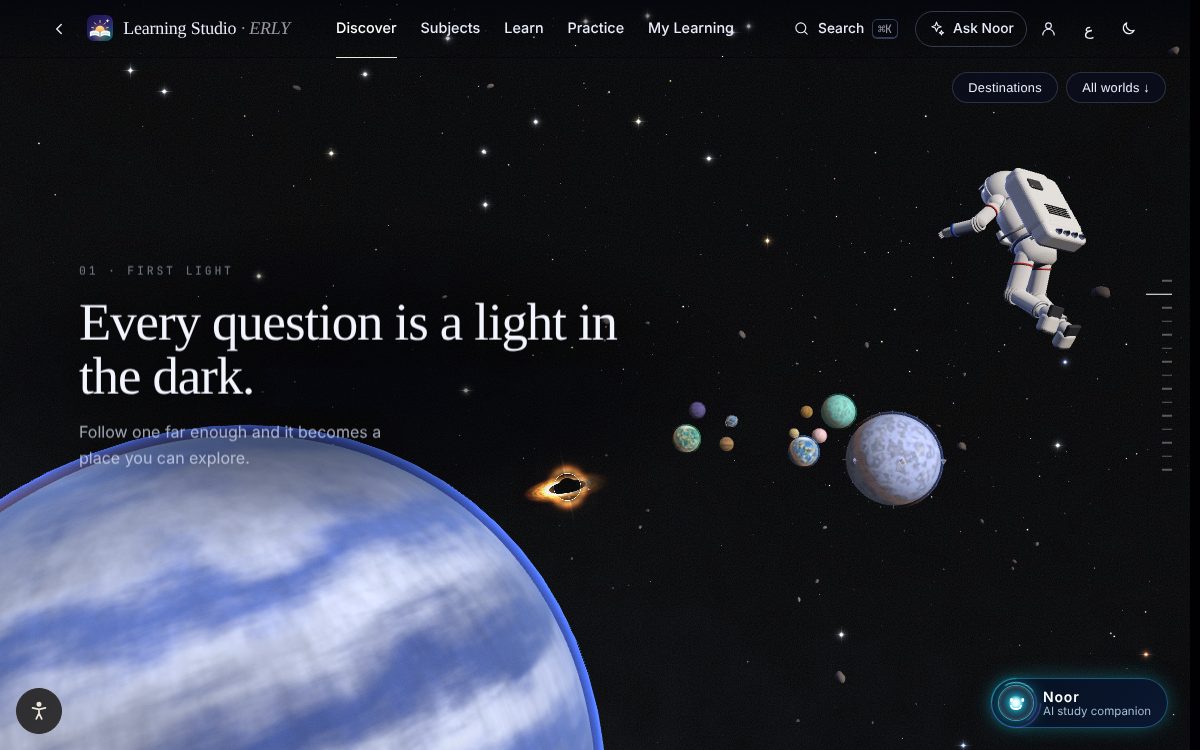 Learning Studio · ERLY
Discover
Subjects
Learn
Practice
My Learning
Search
⌘K
Ask Noor
ع
Destinations
All worlds ↓
01 · FIRST LIGHT
Every question is a light in
the dark.
Follow one far enough and it becomes a
place you can explore.
Noor
AI study companion